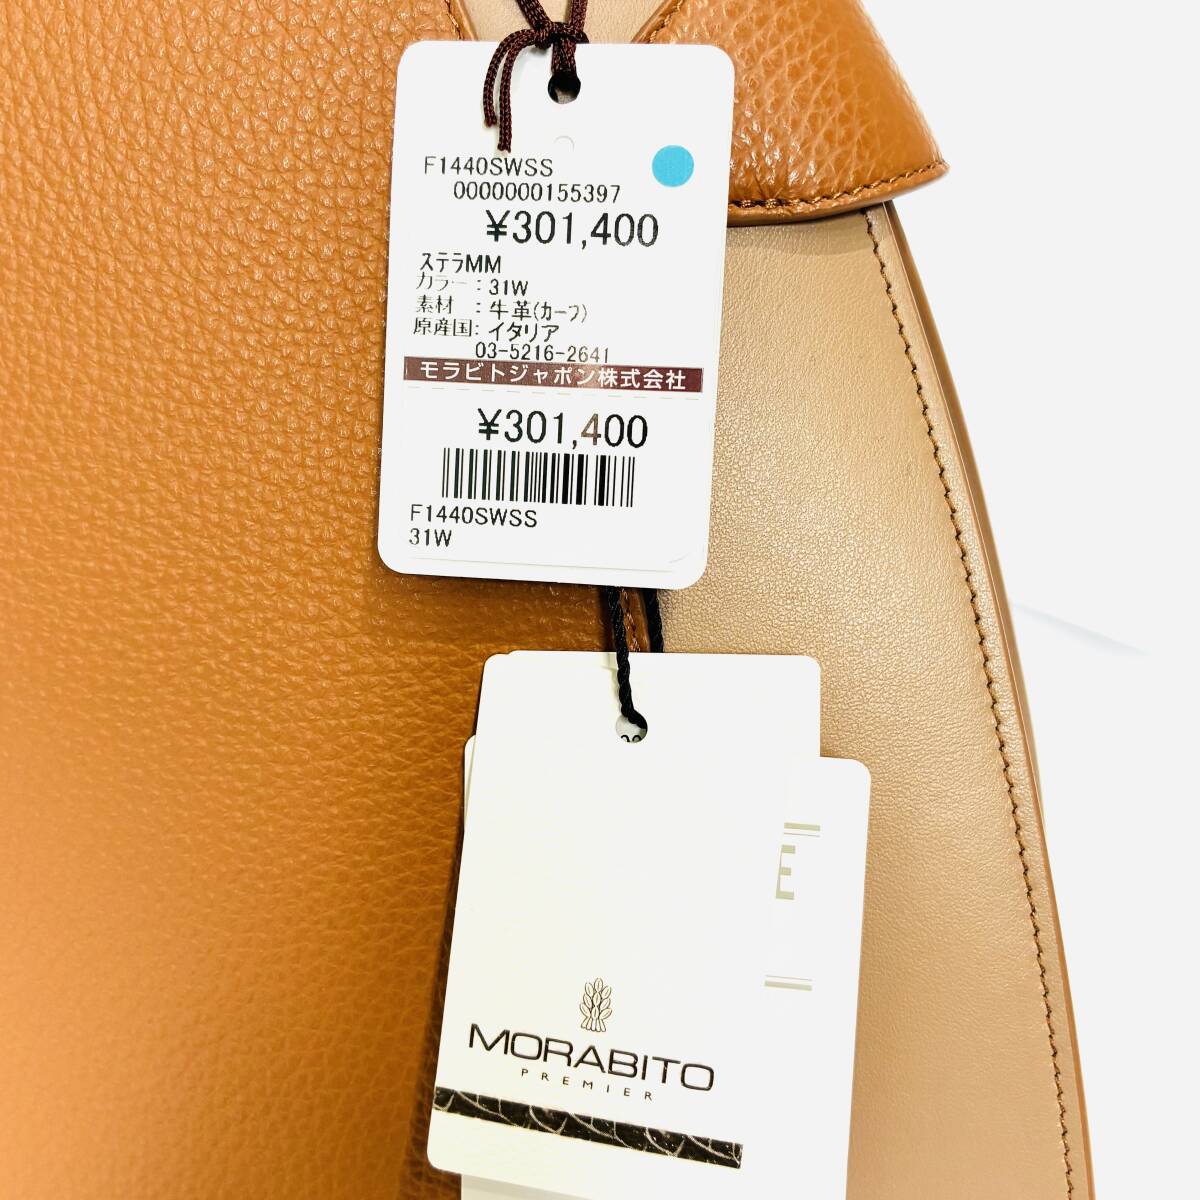 F1440SWSS
0000000155397
¥301,400
ステラMM
カラー : 31W
素材 : 牛革(カーフ)
原産国: イタリア
03-5216-2641
モラビトジャポン株式会社
¥301,400
F1440SWSS
31W
E
MORABITO
PREMIER